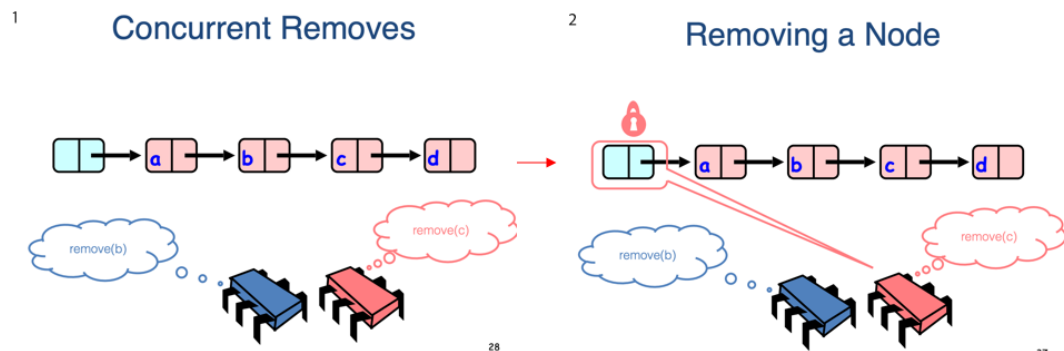 1
Concurrent Removes
a b c d
remove(b)
remove(c)
28
2
Removing a Node
a b c d
remove(b)
remove(c)